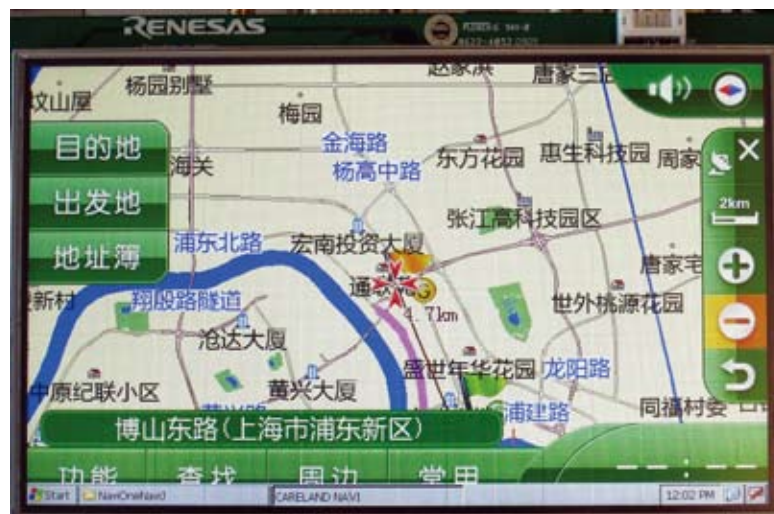 RENESAS
赵家浜
唐家三
杨园别墅
坟山屋
梅园
目的地
海关
金海路
杨高中路
东方花园
惠生科技园
周家
出发地
2km
张江高科技园区
地址簿
浦东北路
宏南投资大厦
唐家宅
新村
翔殷路隧道
4.7km
世外桃源花园
沧达大厦
盛世年华花园
龙阳路
中原纪联小区
黄兴大厦
浦建路
同福村委
博山东路(上海市浦东新区)
功能
查找
周边
常用
--:--
Start
NaviOneNavi3
CARELAND NAVI
12:02 PM